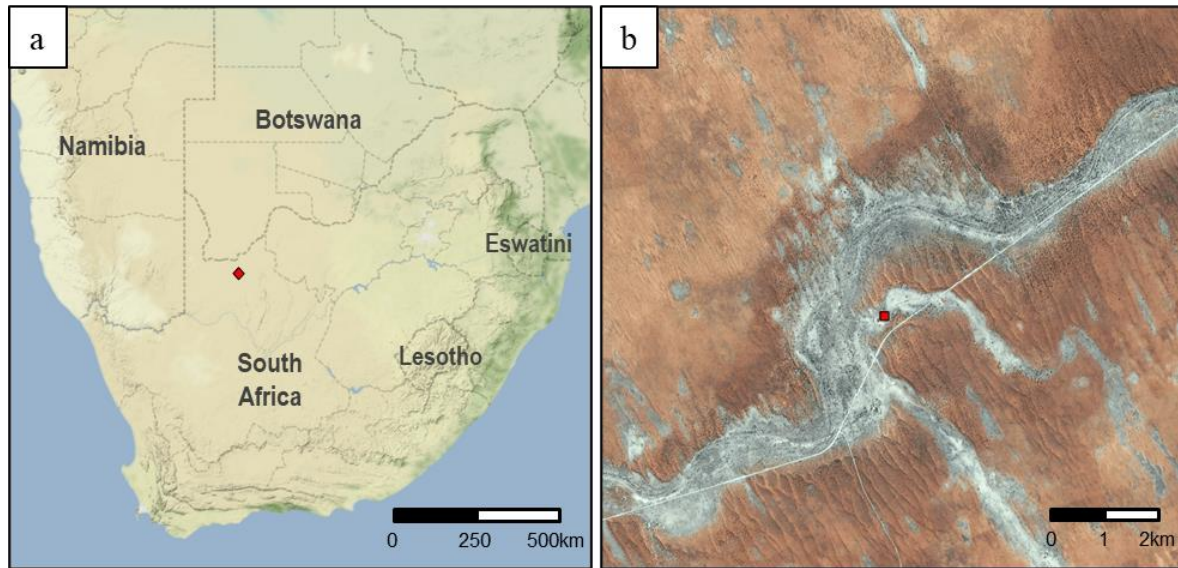 a
Namibia
Botswana
Eswatini
Lesotho
South
Africa
0 250 500km
b
0 1 2km